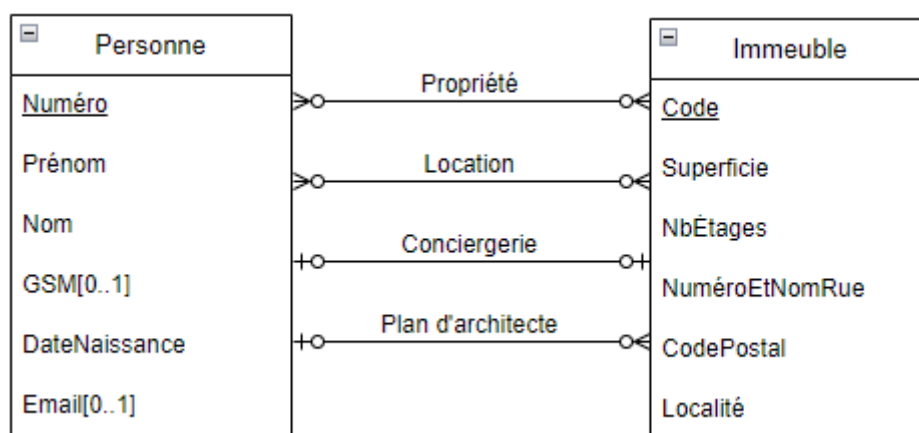 Personne
Numéro
Prénom
Nom
GSM[0..1]
DateNaissance
Email[0..1]
Propriété
Location
Conciergerie
Plan d'architecte
Immeuble
Code
Superficie
NbÉtages
NuméroEtNomRue
CodePostal
Localité